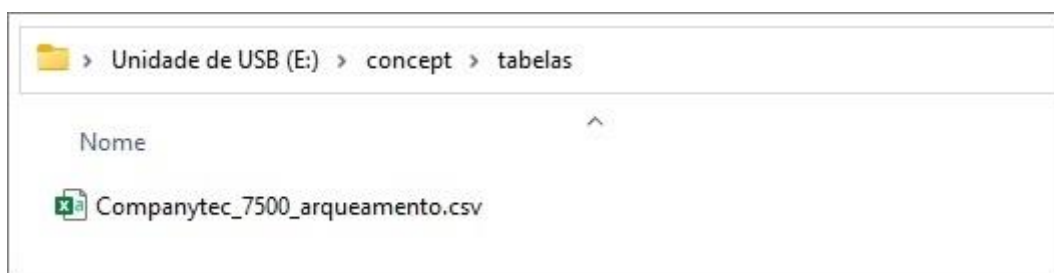 Unidade de USB (E:) > concept > tabelas
Nome
Companytec_7500_arqueamento.csv